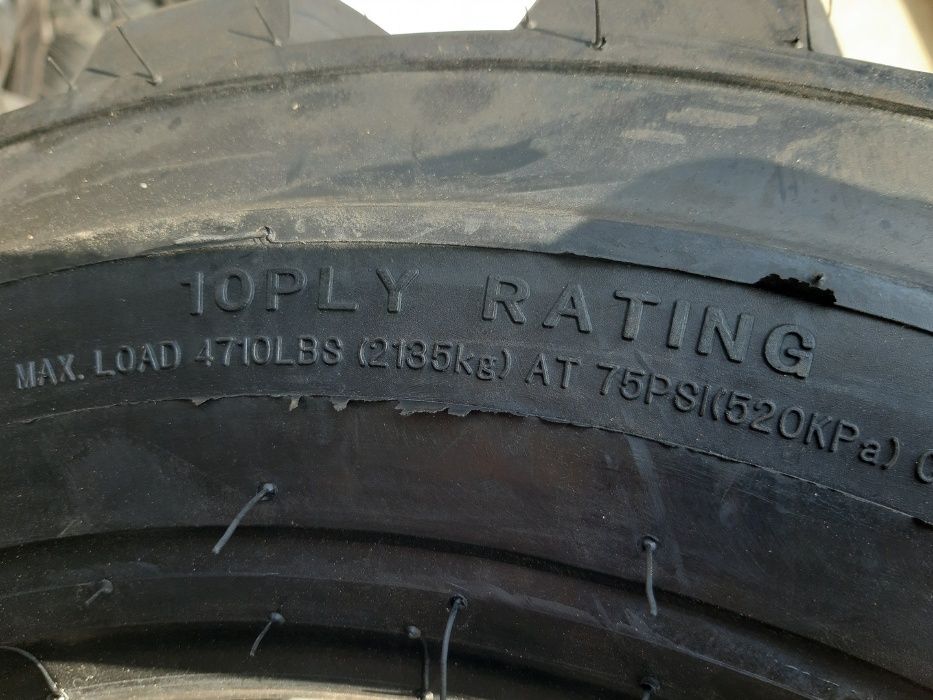 10PLY RATING
MAX. LOAD 4710LBS (2135kg) AT 75PSI(520KPa)